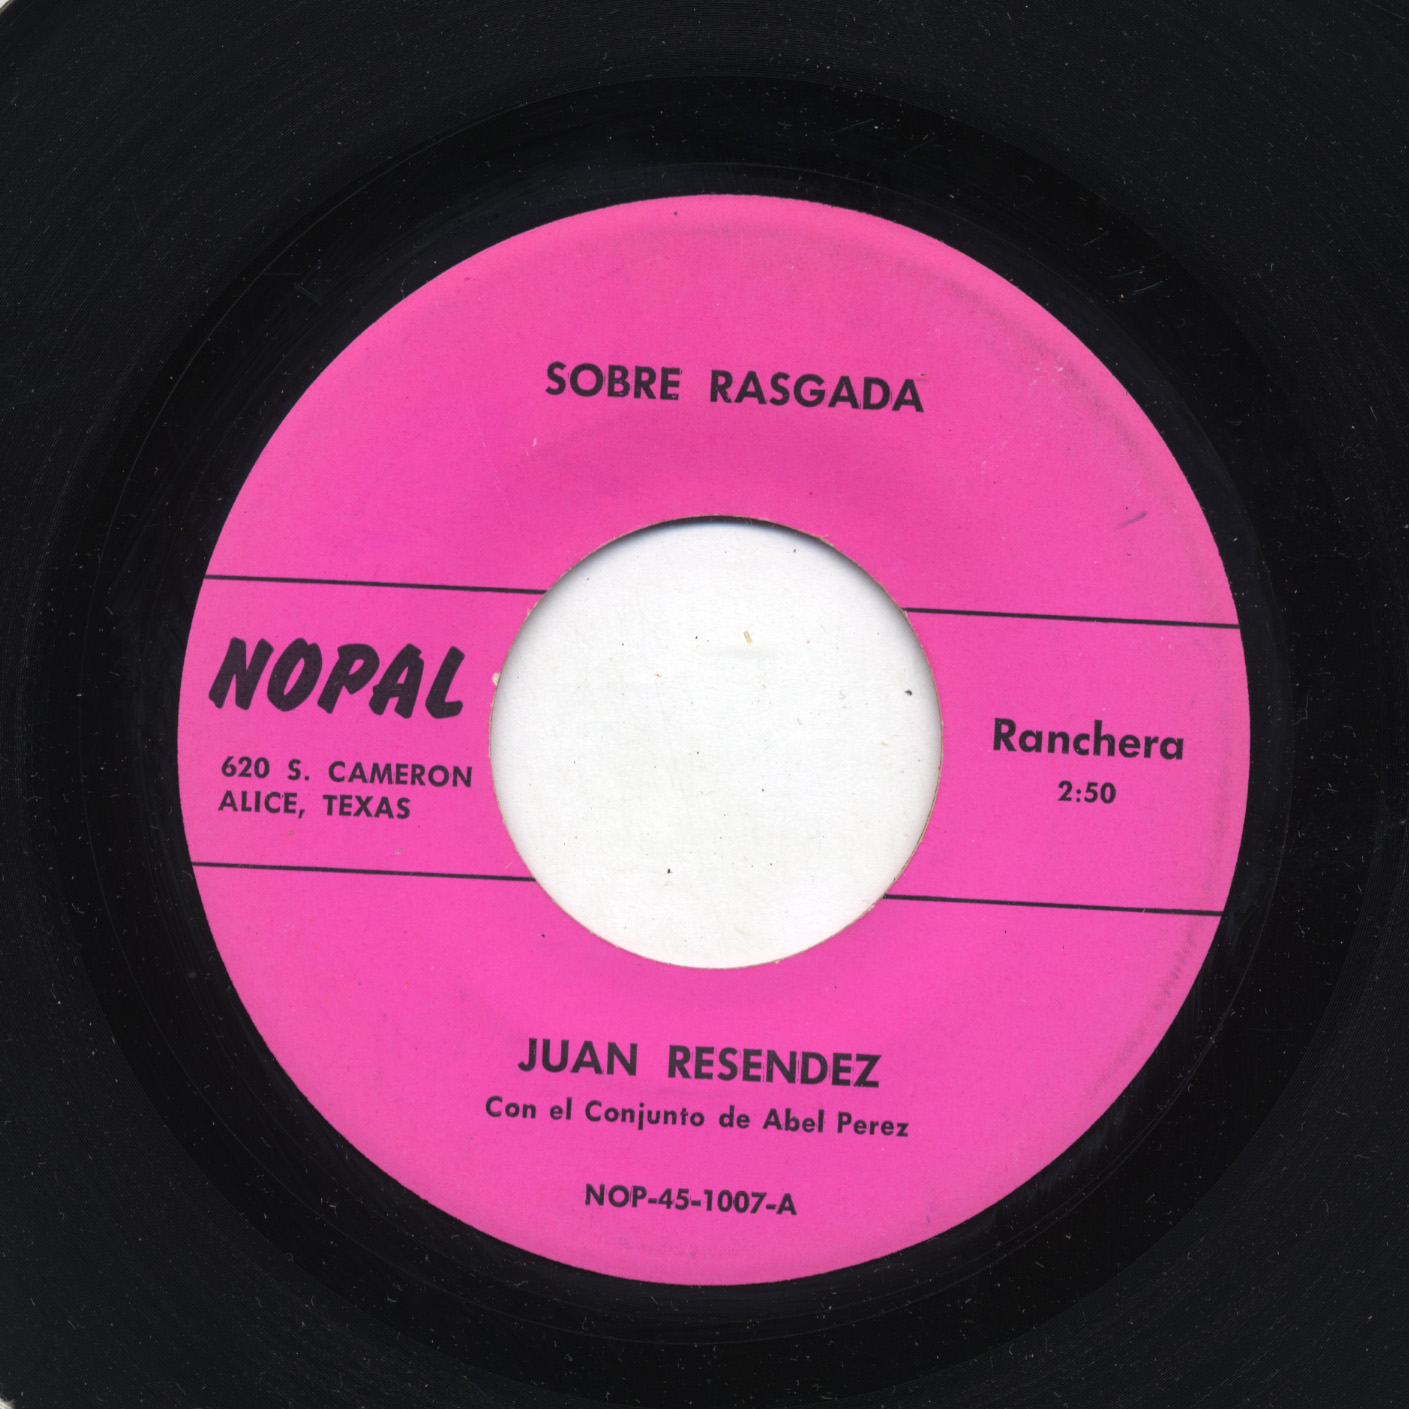 SOBRE RASGADA
NOPAL
620 S. CAMERON
ALICE, TEXAS
Ranchera
2:50
JUAN RESENDEZ
Con el Conjunto de Abel Perez
NOP-45-1007-A